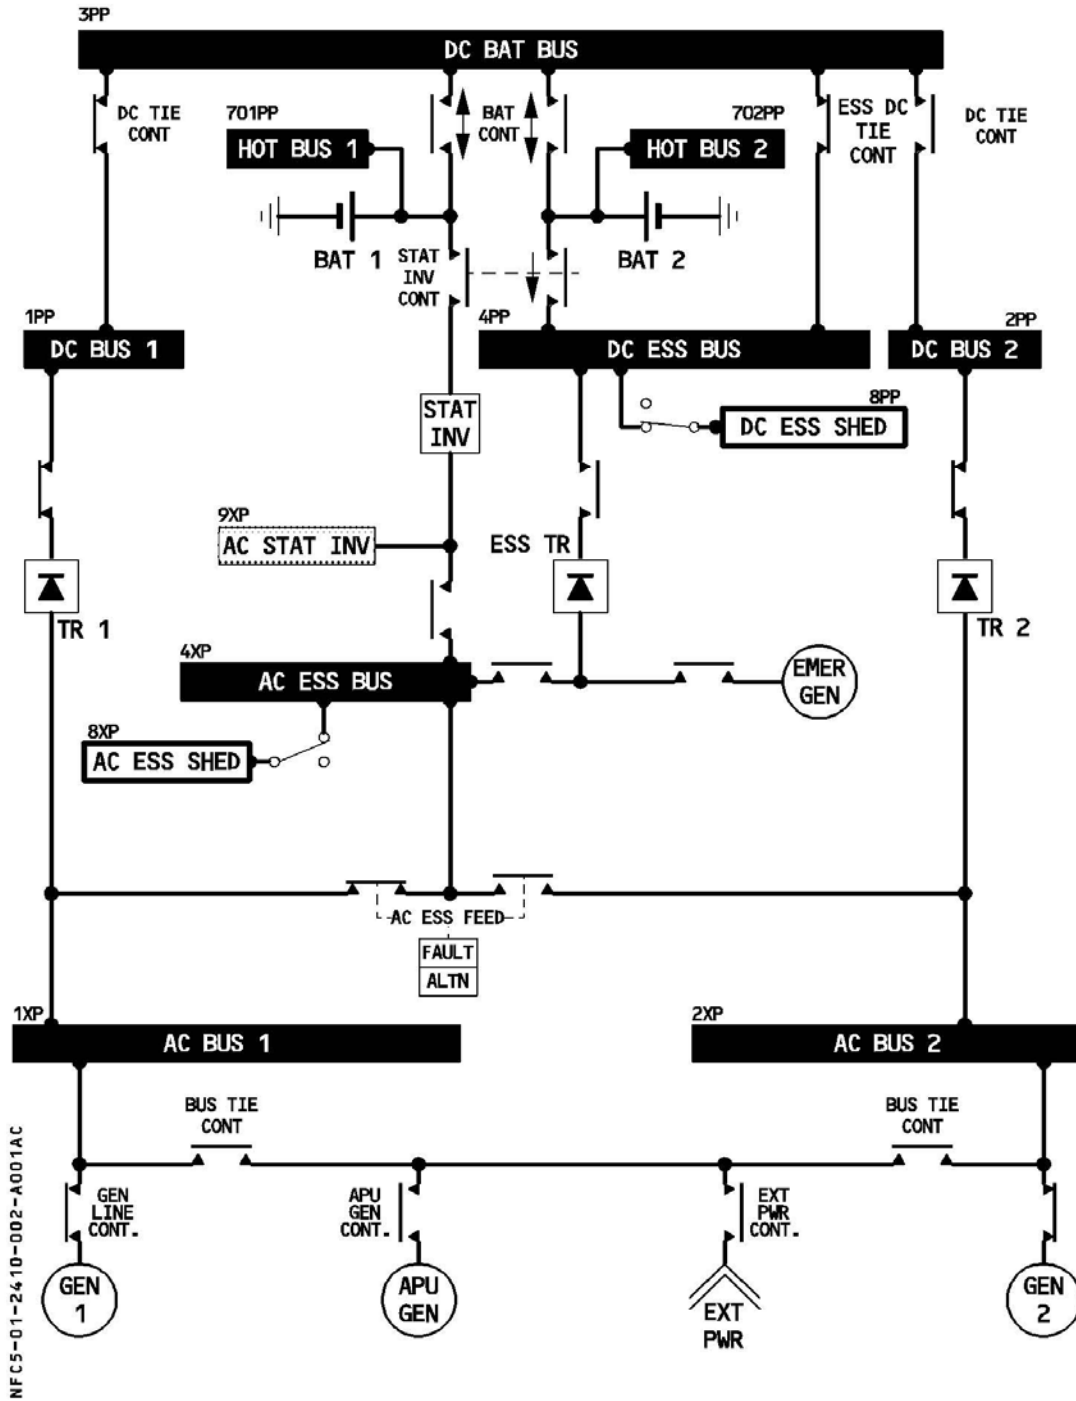 3PP
DC BAT BUS
DC TIE
CONT
701PP
HOT BUS 1
BAT
CONT
702PP
HOT BUS 2
ESS DC
TIE
CONT
DC TIE
CONT
BAT 1
STAT
INV
CONT
BAT 2
1PP
DC BUS 1
4PP
DC ESS BUS
2PP
DC BUS 2
8PP
DC ESS SHED
STAT
INV
9XP
AC STAT INV
ESS TR
TR 1
TR 2
4XP
AC ESS BUS
EMER
GEN
8XP
AC ESS SHED
AC ESS FEED
FAULT
ALTN
1XP
AC BUS 1
2XP
AC BUS 2
BUS TIE
CONT
BUS TIE
CONT
GEN
LINE
CONT.
APU
GEN
CONT.
EXT
PWR
CONT.
GEN
1
APU
GEN
EXT
PWR
GEN
2
NFC5-01-2410-002-A001AC